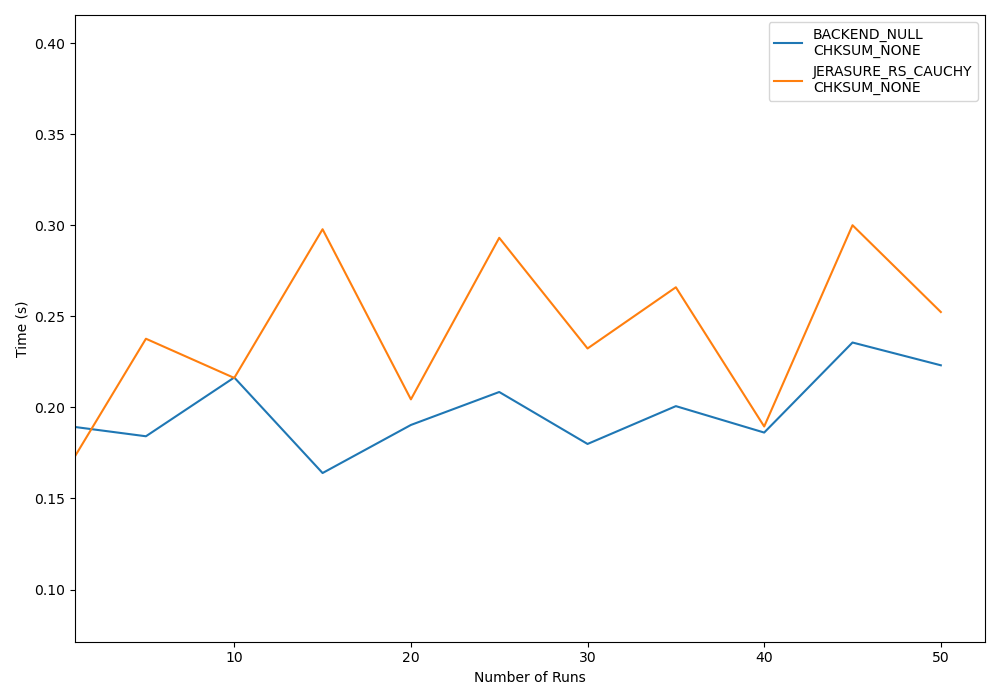 BACKEND_NULL
CHKSUM_NONE
JERASURE_RS_CAUCHY
CHKSUM_NONE
0.40
0.35
0.30
0.25
0.20
0.15
0.10
Time (s)
10 20 30 40 50
Number of Runs